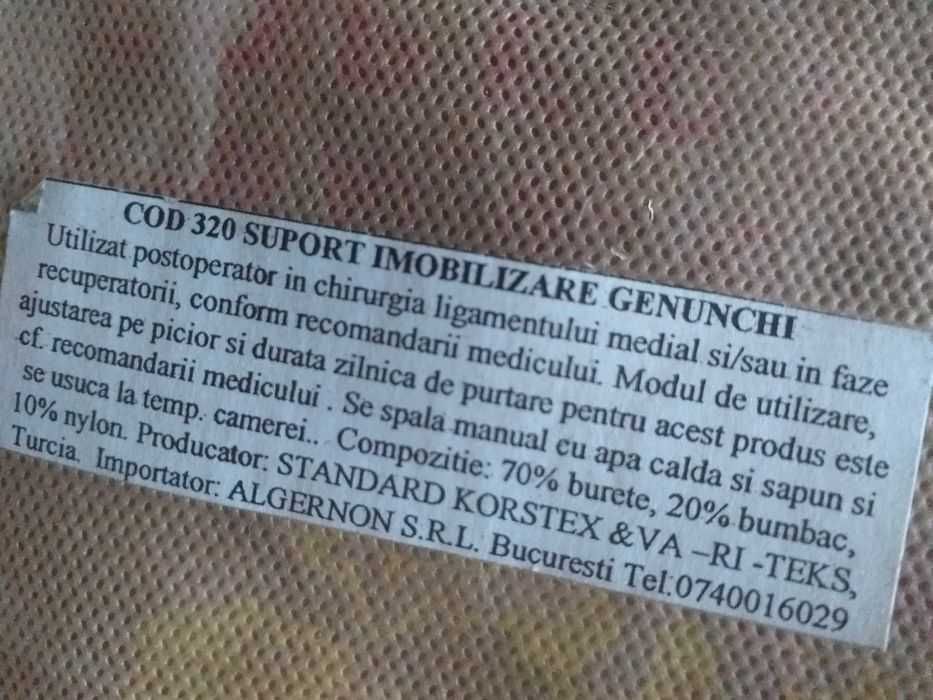 COD 320 SUPORT IMOBILIZARE GENUNCHI
Utilizat postoperator in chirurgia ligamentului medial si/sau in faze
recuperatorii, conform recomandarii medicului. Modul de utilizare,
ajustarea pe picior si durata zilnica de purtare pentru acest produs este
cf. recomandarii medicului . Se spala manual cu apa calda si sapun si
se usuca la temp. camerei.. Compozitie: 70% burete, 20% bumbac,
10% nylon. Producator: STANDARD KORSTEX &VA –RI -TEKS,
Turcia. Importator: ALGERNON S.R.L. Bucuresti Tel:0740016029